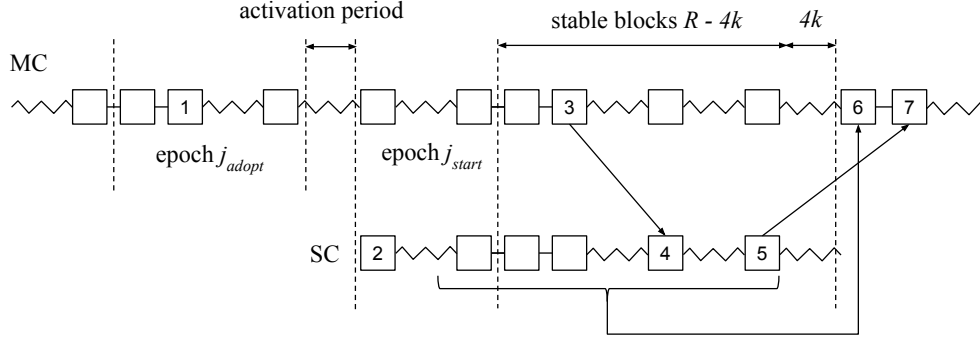 activation period
stable blocks R - 4k
4k
MC
1
3
6
7
epoch j_adopt
epoch j_start
SC
2
4
5